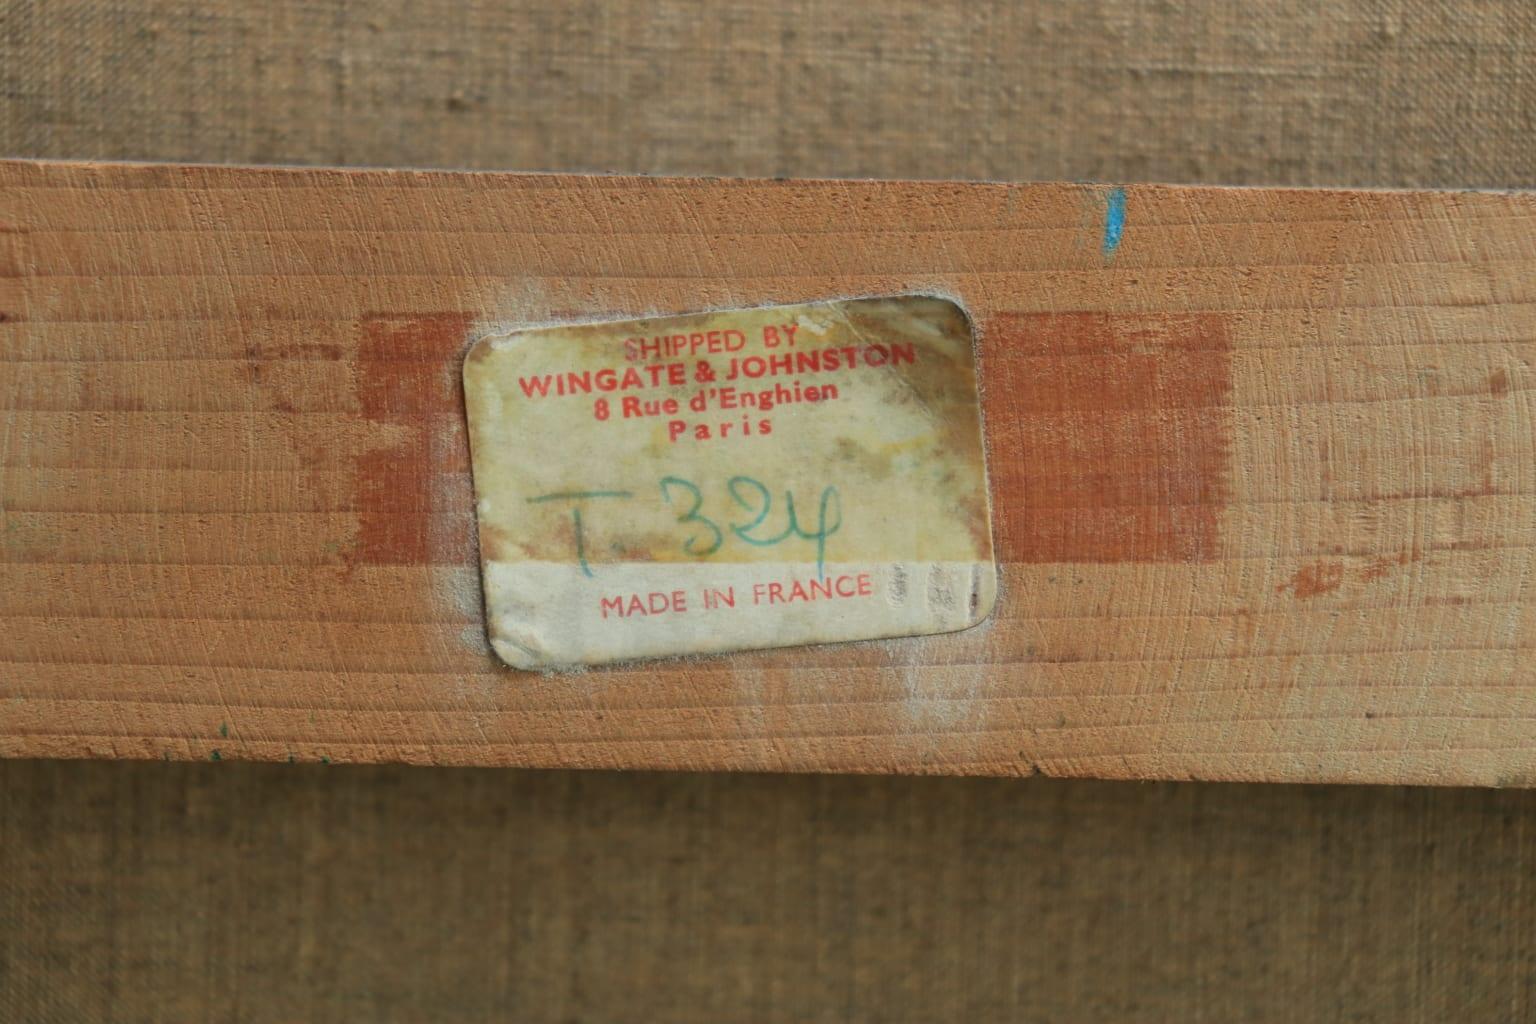 SHIPPED BY
WINGATE & JOHNSTON
8 Rue d'Enghien
Paris
T. 324
MADE IN FRANCE